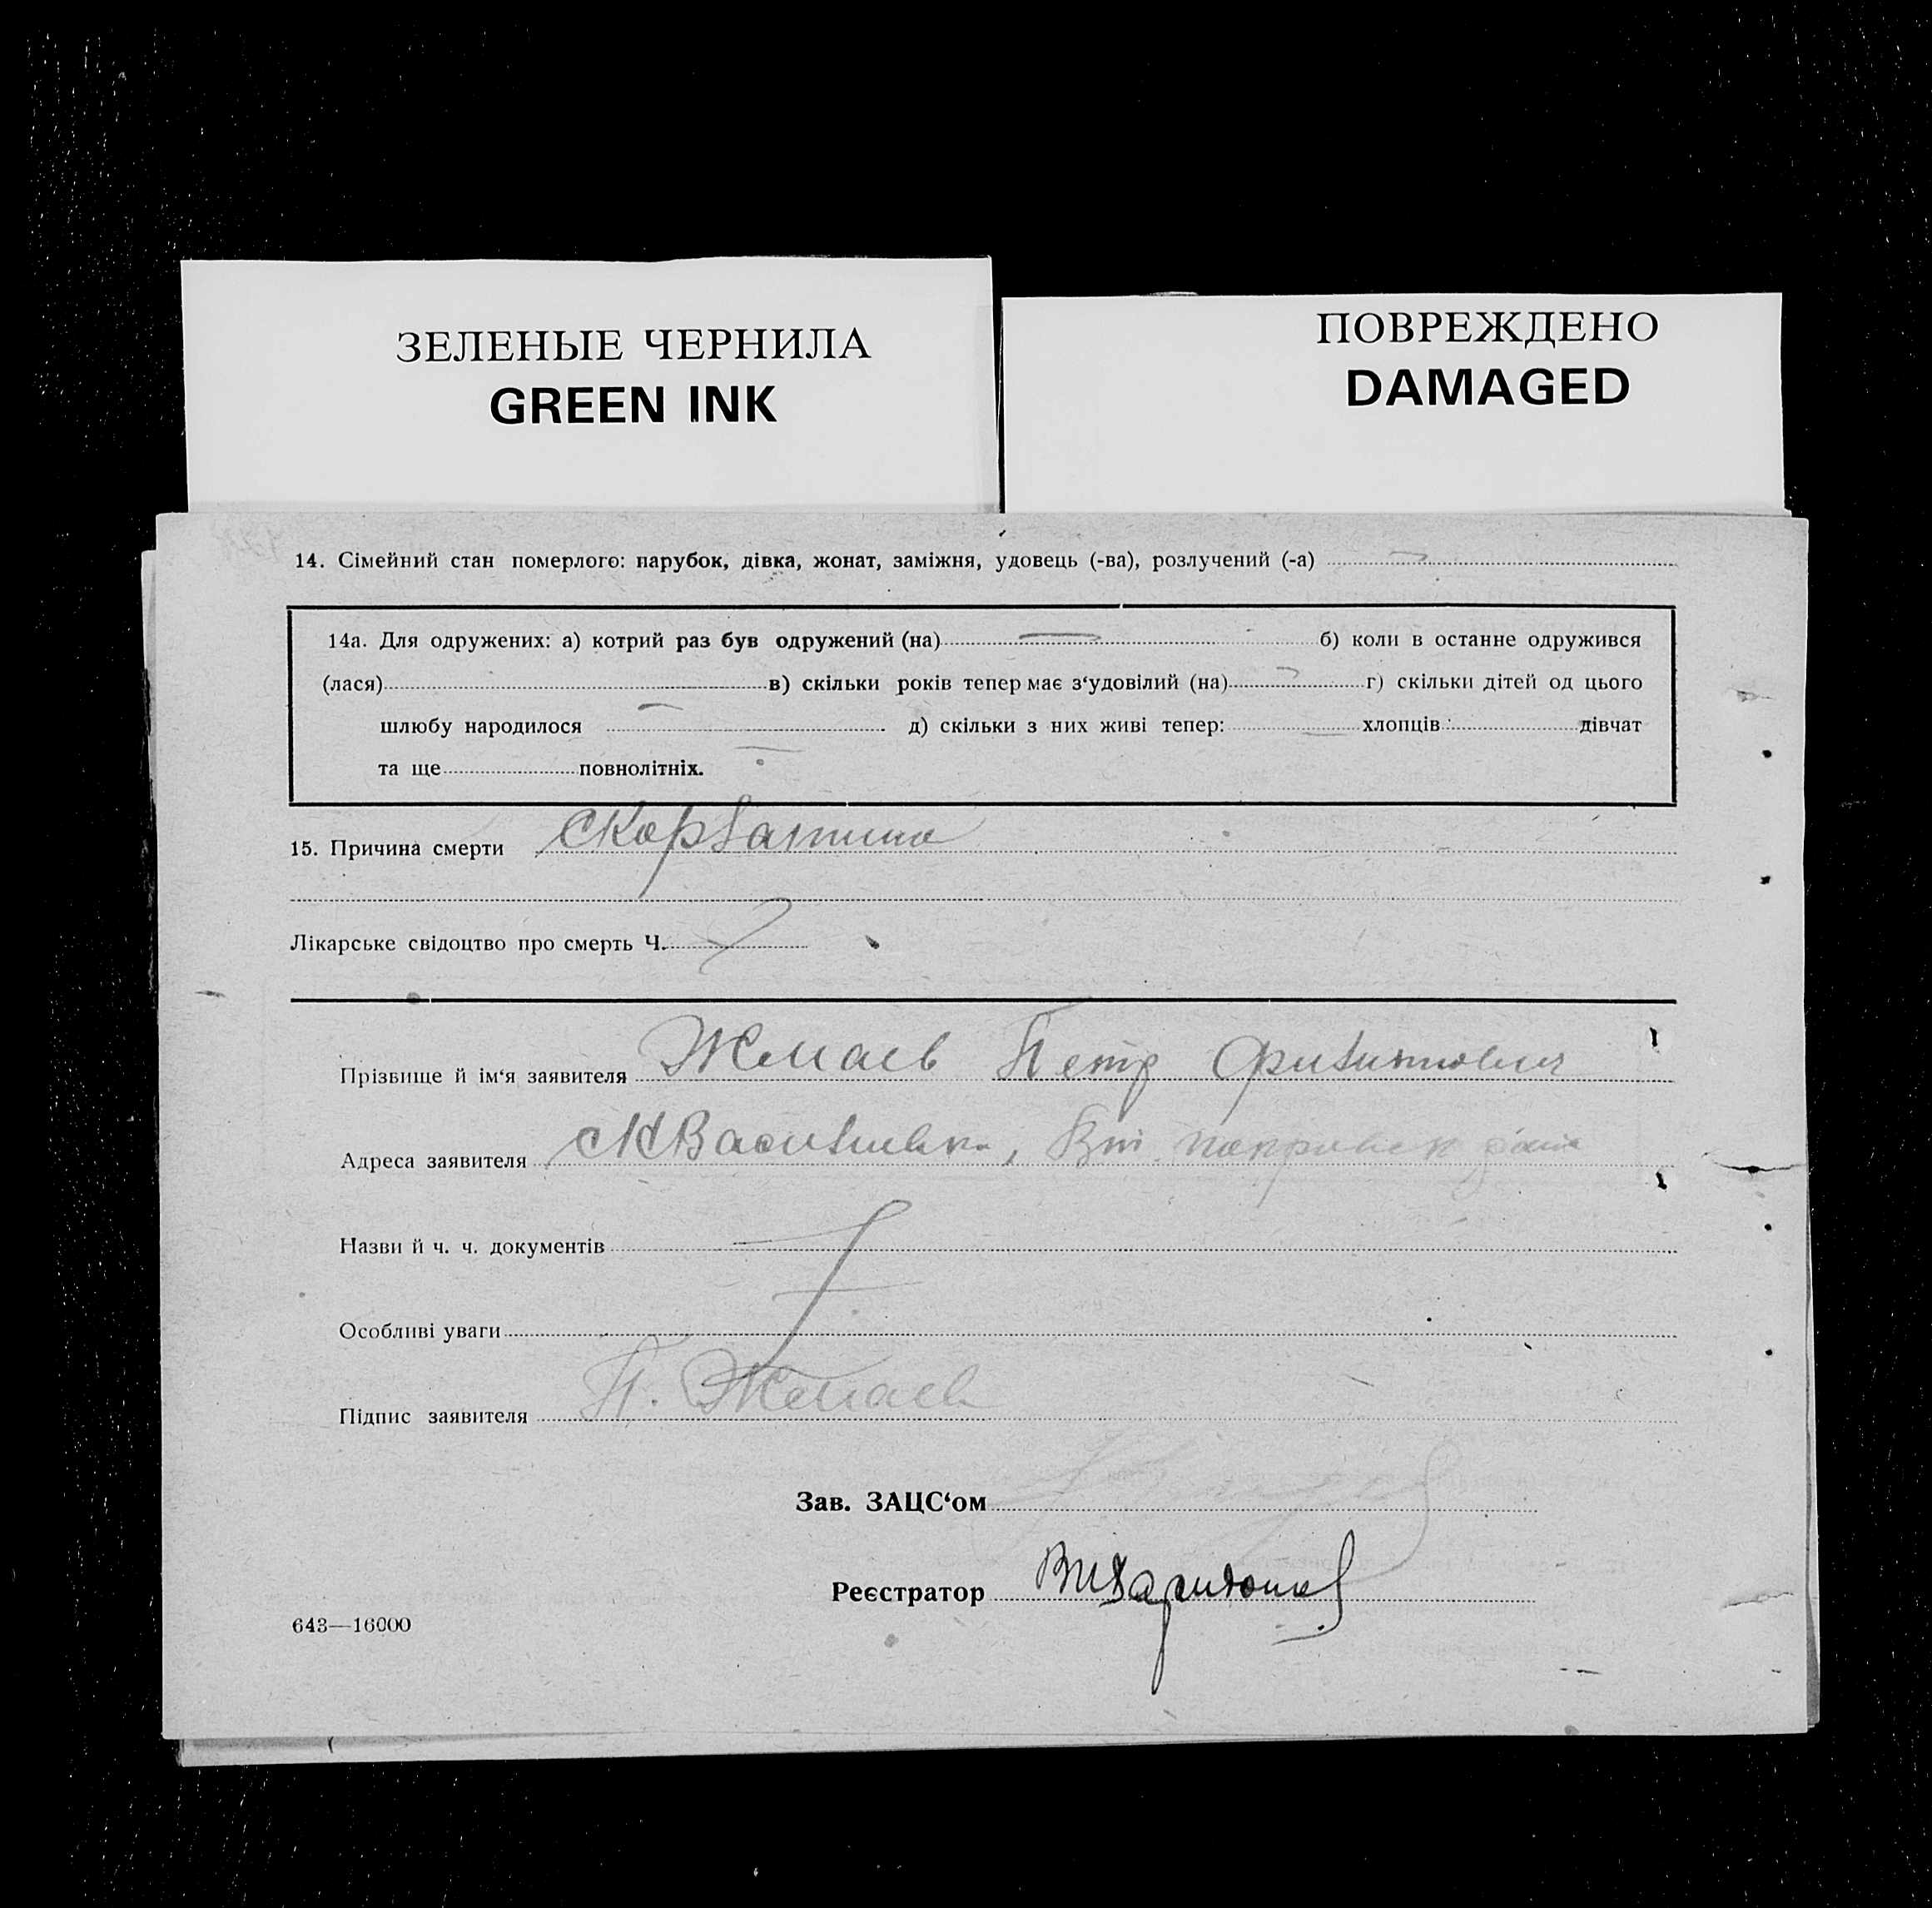 ЗЕЛЕНЫЕ ЧЕРНИЛА
GREEN INK
ПОВРЕЖДЕНО
DAMAGED
14. Сімейний стан померлого: парубок, дівка, жонат, заміжня, удовець (-ва), розлучений (-а)
14а. Для одружених: а) котрий раз був одружений (на) б) коли в останне одружився
(лася) в) скільки років тепер має з‘удовілий (на) г) скільки дітей од цього
шлюбу народилося д) скільки з них живі тепер: хлопців дівчат
та ще повнолітніх.
15. Причина смерти скарлатина
Лікарське свідоцтво про смерть Ч.
Прізвище й ім‘я заявителя Жмаев Петр Филиппович
Адреса заявителя
Назви й ч. ч. документів
Особливі уваги
Підпис заявителя П. Жмаев
Зав. ЗАЦС‘ом
Реєстратор
643—16000